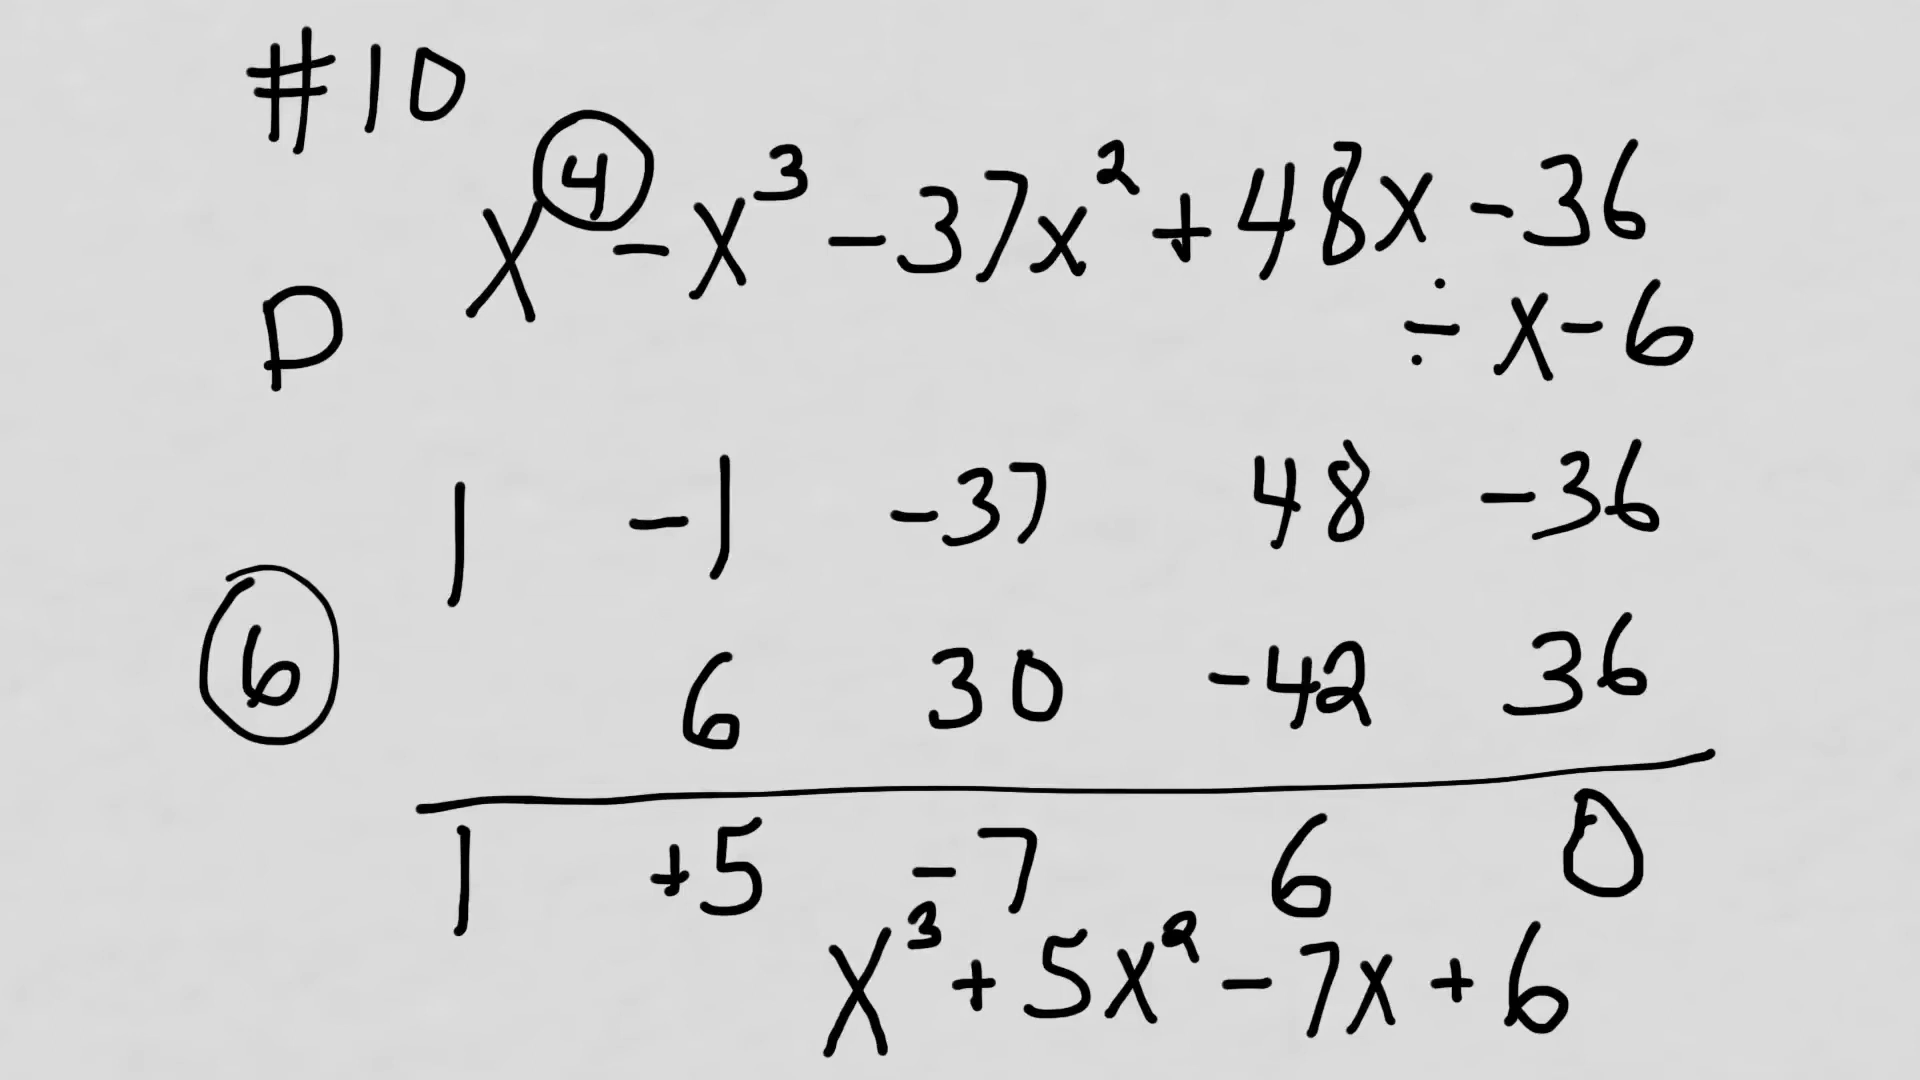 #10
x⁴ - x³ - 37x² + 48x - 36
÷ x - 6
D
1 -1 -37 48 -36
6
6 30 -42 36
1 +5 -7 6 0
x³ + 5x² - 7x + 6